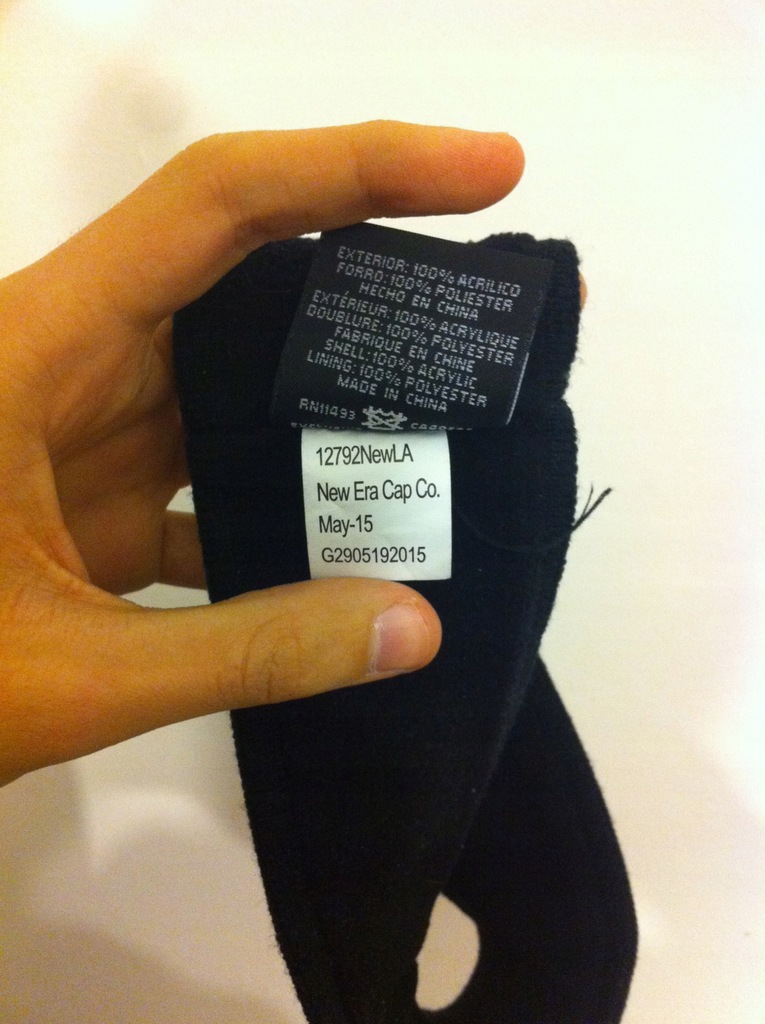 EXTERIOR: 100% ACRILICO
FORRO: 100% POLIESTER
HECHO EN CHINA
EXTÉRIEUR: 100% ACRYLIQUE
DOUBLURE: 100% POLYESTER
FABRIQUE EN CHINE
SHELL: 100% ACRYLIC
LINING: 100% POLYESTER
MADE IN CHINA
RN11493
12792NewLA
New Era Cap Co.
May-15
G2905192015